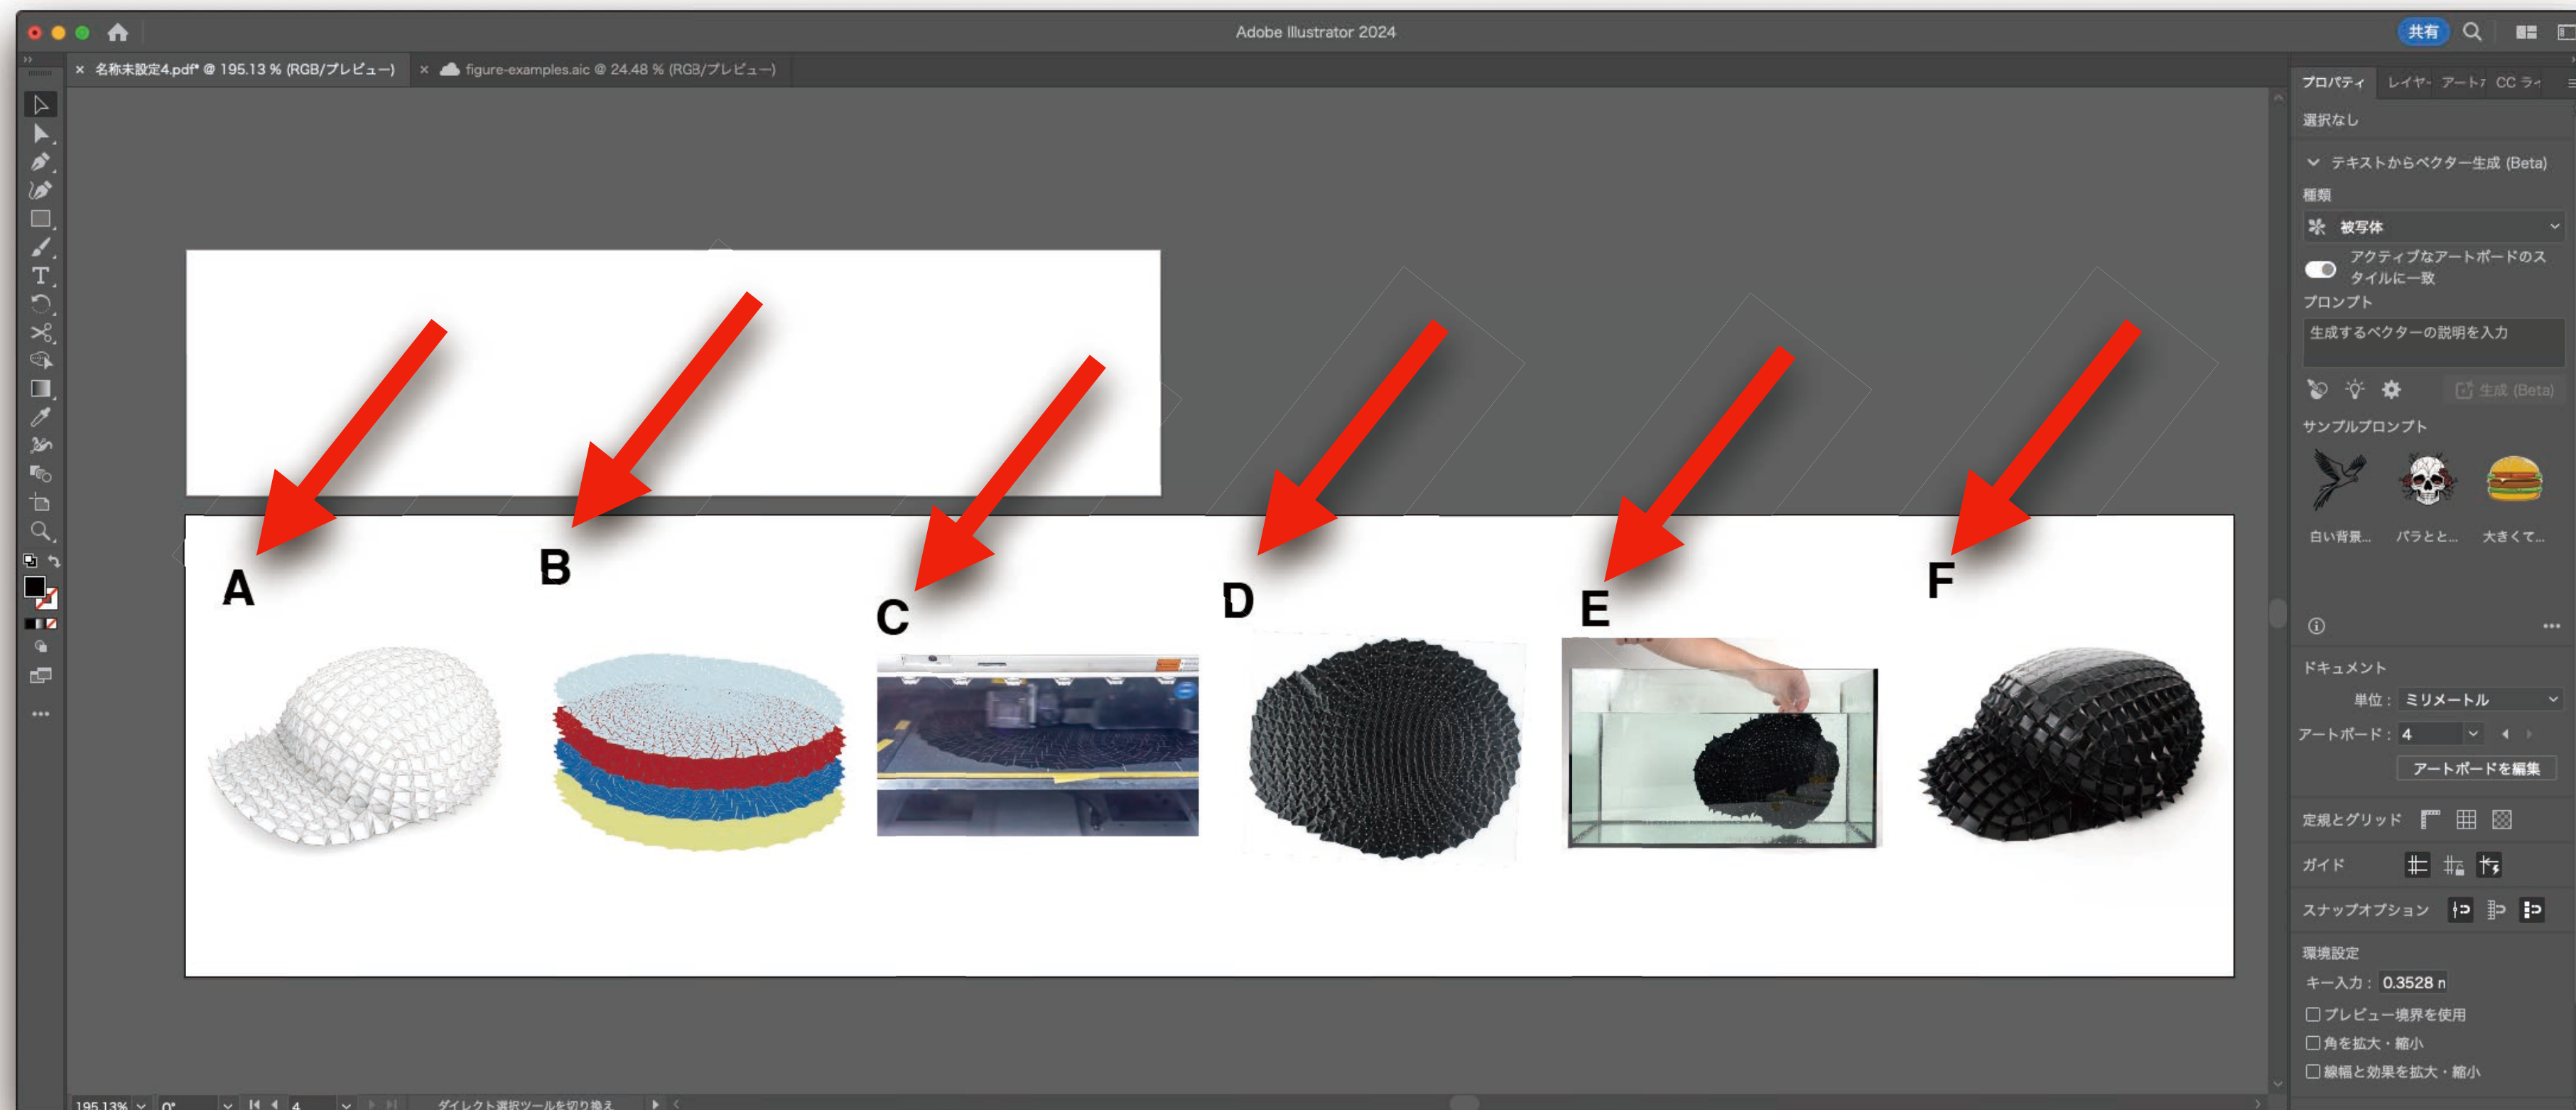 Adobe Illustrator 2024
共有
× 名称未設定4.pdf* @ 195.13 % (RGB/プレビュー)
× figure-examples.aic @ 24.48 % (RGB/プレビュー)
プロパティ
レイヤ-
アートァ
CC ライ
選択なし
テキストからベクター生成 (Beta)
種類
被写体
アクティブなアートボードのス
タイルに一致
プロンプト
生成するベクターの説明を入力
生成 (Beta)
サンプルプロンプト
白い背景...
バラとと...
大きくて...
A
B
C
D
E
F
ドキュメント
単位 : ミリメートル
アートボード : 4
アートボードを編集
定規とグリッド
ガイド
スナップオプション
環境設定
キー入力 : 0.3528 n
プレビュー境界を使用
角を拡大・縮小
線幅と効果を拡大・縮小
195.13%
0°
4
ダイレクト選択ツールを切り換え